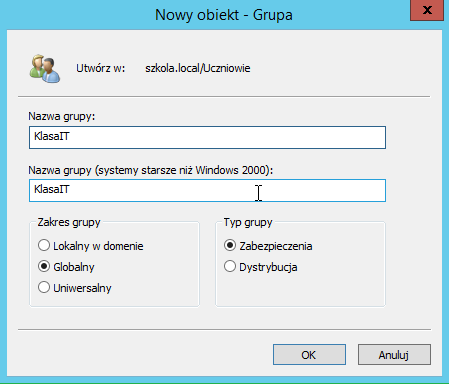 Nowy obiekt - Grupa
x
Utwórz w: szkola.local/Uczniowie
Nazwa grupy:
KlasaIT
Nazwa grupy (systemy starsze niż Windows 2000):
KlasaIT
Zakres grupy
Lokalny w domenie
Globalny
Uniwersalny
Typ grupy
Zabezpieczenia
Dystrybucja
OK
Anuluj